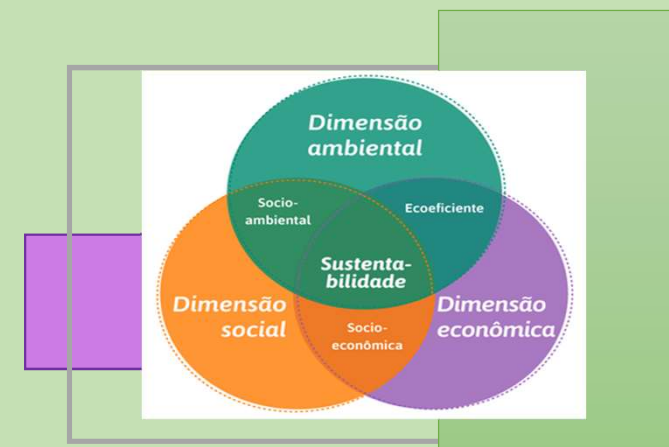 Dimensão
ambiental
Socio-
ambiental
Ecoeficiente
Sustenta-
bilidade
Dimensão
social
Socio-
econômica
Dimensão
econômica